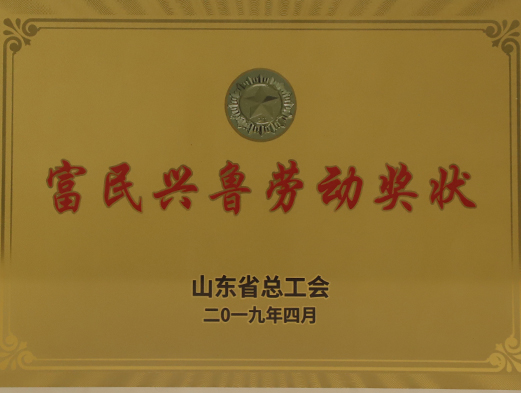 富民兴鲁劳动奖状
山东省总工会
二0一九年四月